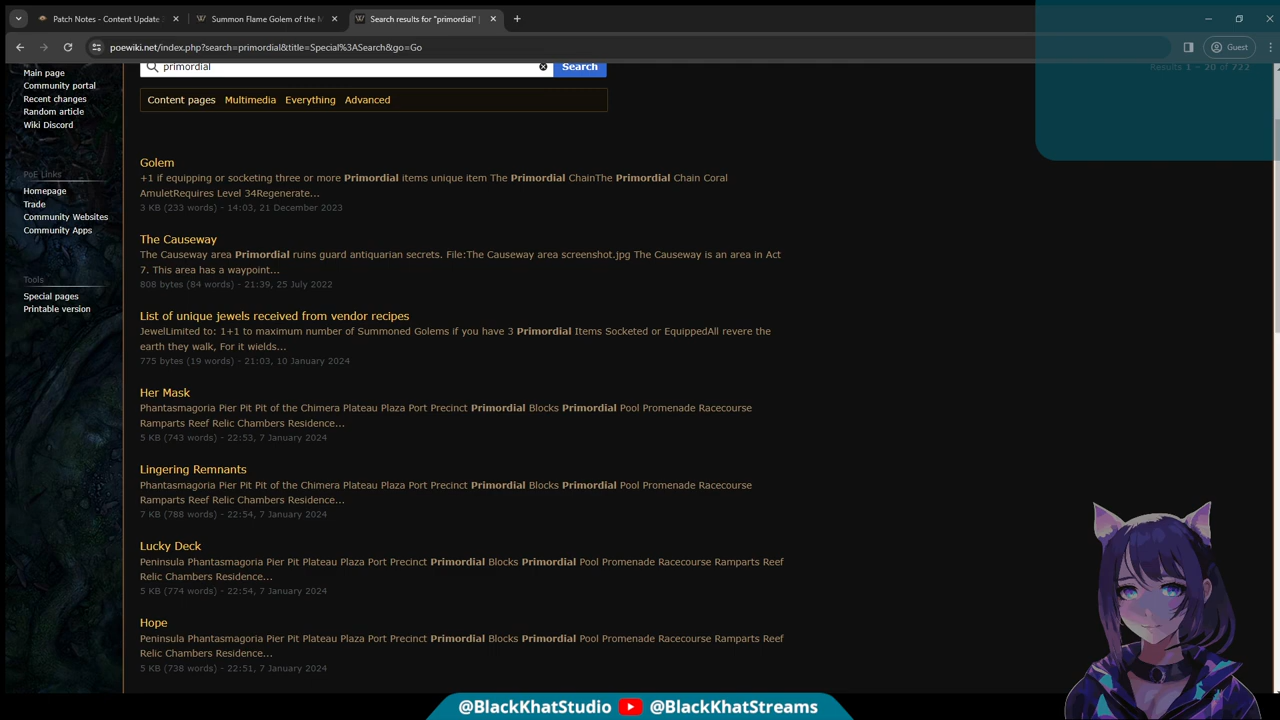 Patch Notes - Content Update
Summon Flame Golem of the M
Search results for "primordial" |
poewiki.net/index.php?search=primordial&title=Special%3ASearch&go=Go
Guest
Main page
Community portal
Recent changes
Random article
Wiki Discord
PoE Links
Homepage
Trade
Community Websites
Community Apps
Tools
Special pages
Printable version
primordial
Search
Results 1 – 20 of 722
Content pages Multimedia Everything Advanced
Golem
+1 if equipping or socketing three or more Primordial items unique item The Primordial ChainThe Primordial Chain Coral
AmuletRequires Level 34Regenerate...
3 KB (233 words) - 14:03, 21 December 2023
The Causeway
The Causeway area Primordial ruins guard antiquarian secrets. File:The Causeway area screenshot.jpg The Causeway is an area in Act
7. This area has a waypoint...
808 bytes (84 words) - 21:39, 25 July 2022
List of unique jewels received from vendor recipes
JewelLimited to: 1+1 to maximum number of Summoned Golems if you have 3 Primordial Items Socketed or EquippedAll revere the
earth they walk, For it wields...
775 bytes (19 words) - 21:03, 10 January 2024
Her Mask
Phantasmagoria Pier Pit Pit of the Chimera Plateau Plaza Port Precinct Primordial Blocks Primordial Pool Promenade Racecourse
Ramparts Reef Relic Chambers Residence...
5 KB (743 words) - 22:53, 7 January 2024
Lingering Remnants
Phantasmagoria Pier Pit Pit of the Chimera Plateau Plaza Port Precinct Primordial Blocks Primordial Pool Promenade Racecourse
Ramparts Reef Relic Chambers Residence...
7 KB (788 words) - 22:54, 7 January 2024
Lucky Deck
Peninsula Phantasmagoria Pier Pit Plateau Plaza Port Precinct Primordial Blocks Primordial Pool Promenade Racecourse Ramparts Reef
Relic Chambers Residence...
5 KB (774 words) - 22:54, 7 January 2024
Hope
Peninsula Phantasmagoria Pier Pit Plateau Plaza Port Precinct Primordial Blocks Primordial Pool Promenade Racecourse Ramparts Reef
Relic Chambers Residence...
5 KB (738 words) - 22:51, 7 January 2024
@BlackKhatStudio @BlackKhatStreams